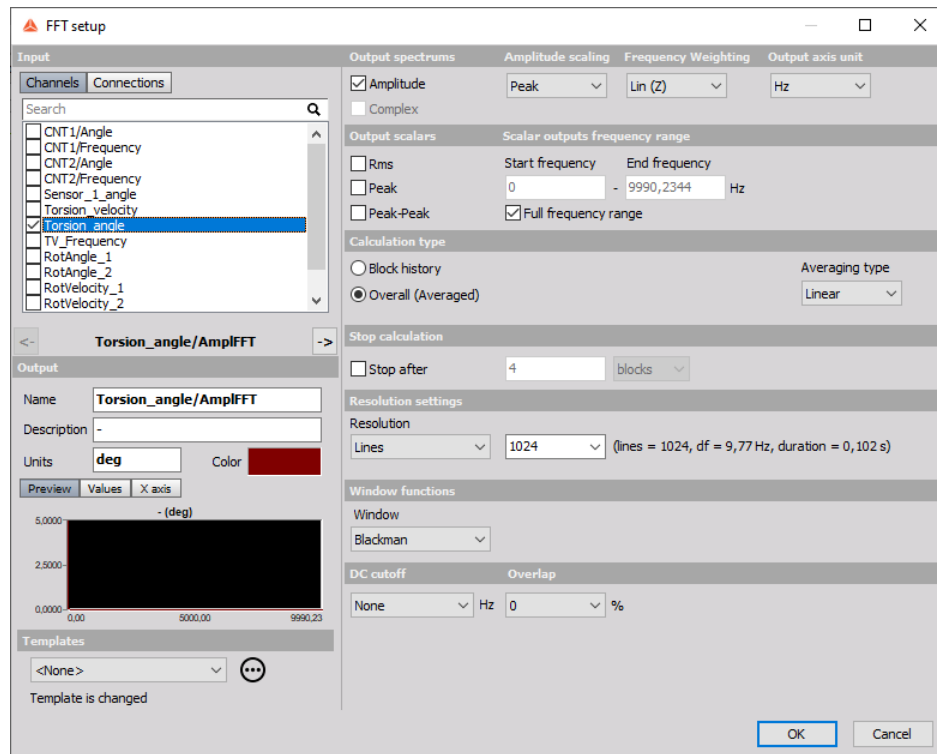 FFT setup
Input
Channels Connections
Search
CNT1/Angle
CNT1/Frequency
CNT2/Angle
CNT2/Frequency
Sensor_1_angle
Torsion_velocity
Torsion_angle
TV_Frequency
RotAngle_1
RotAngle_2
RotVelocity_1
RotVelocity_2
<- Torsion_angle/AmplFFT ->
Output
Name Torsion_angle/AmplFFT
Description -
Units deg Color
Preview Values X axis
- (deg)
5,0000
2,5000
0,0000
0,00 5000,00 9990,23
Templates
<None>
Template is changed
Output spectrums Amplitude scaling Frequency Weighting Output axis unit
Amplitude Peak Lin (Z) Hz
Complex
Output scalars Scalar outputs frequency range
Rms Start frequency End frequency
Peak 0 - 9990,2344 Hz
Peak-Peak Full frequency range
Calculation type
Block history Averaging type
Overall (Averaged) Linear
Stop calculation
Stop after 4 blocks
Resolution settings
Resolution
Lines 1024 (lines = 1024, df = 9,77 Hz, duration = 0,102 s)
Window functions
Window
Blackman
DC cutoff Overlap
None Hz 0 %
OK Cancel